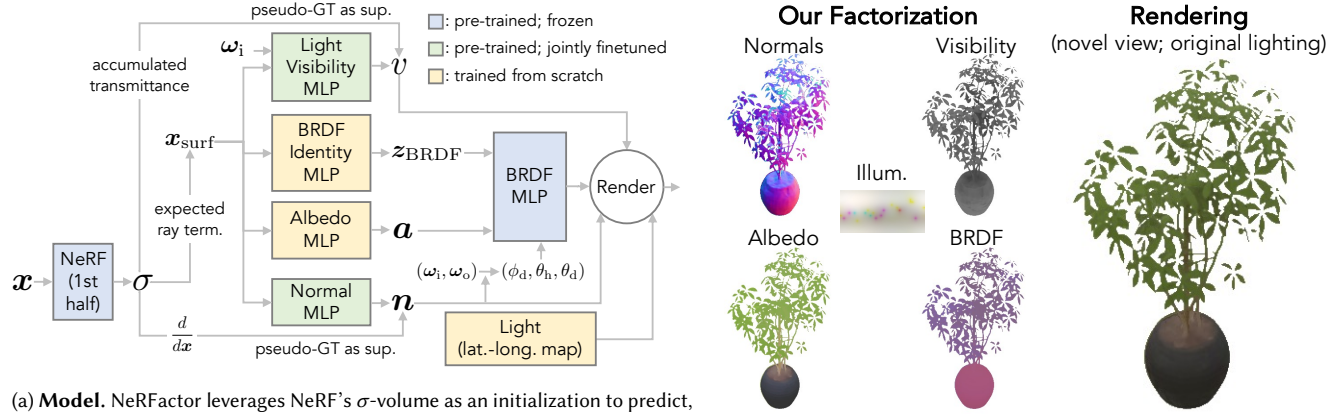 pseudo-GT as sup.
: pre-trained; frozen
: pre-trained; jointly finetuned
: trained from scratch
ωi
Light
Visibility
MLP
v
accumulated
transmittance
xsurf
BRDF
Identity
MLP
zBRDF
BRDF
MLP
Render
expected
ray term.
Albedo
MLP
a
x
NeRF
(1st
half)
σ
(ωi, ωo)
(ϕd, θh, θd)
Normal
MLP
n
d
dx
pseudo-GT as sup.
Light
(lat.-long. map)
(a) Model. NeRFactor leverages NeRF's σ-volume as an initialization to predict,
Our Factorization
Normals
Visibility
Illum.
Albedo
BRDF
Rendering
(novel view; original lighting)